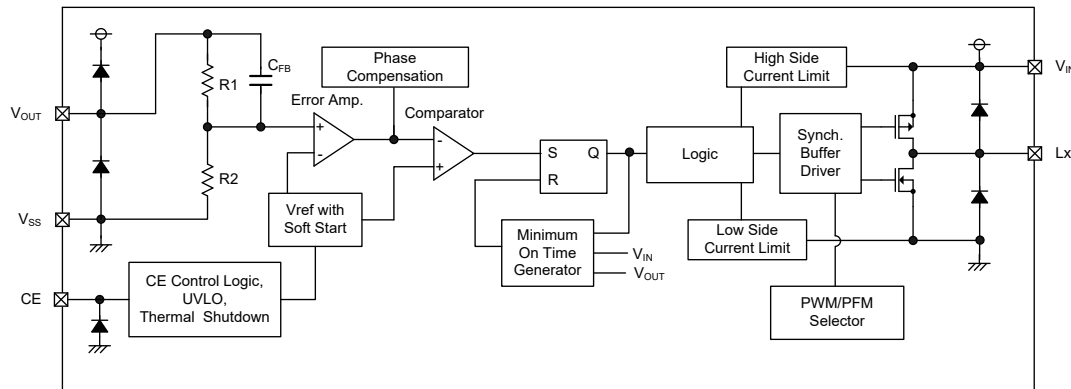 Phase
Compensation
High Side
Current Limit
CFB
R1
Error Amp.
Comparator
VIN
VOUT
+
-
-
+
S
Q
R
Logic
Synch.
Buffer
Driver
Lx
R2
VSS
Vref with
Soft Start
Minimum
On Time
Generator
VIN
VOUT
Low Side
Current Limit
CE
CE Control Logic,
UVLO,
Thermal Shutdown
PWM/PFM
Selector